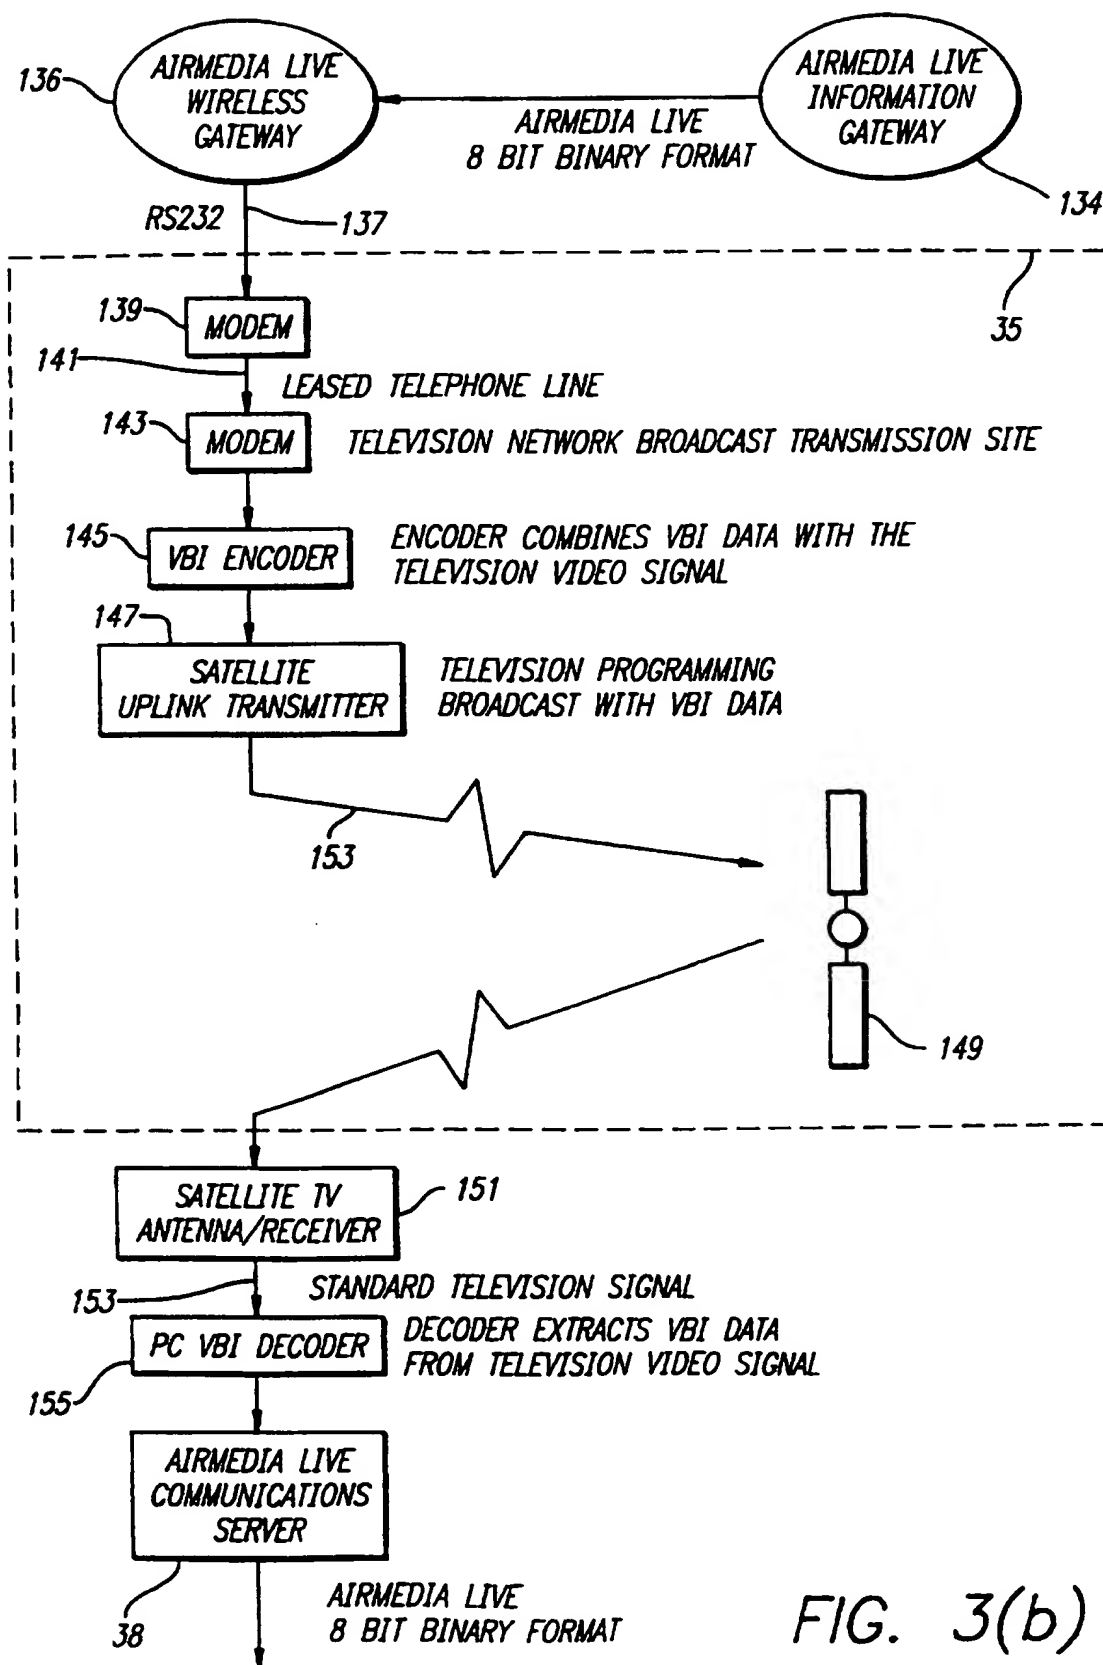 136
AIRMEDIA LIVE
WIRELESS
GATEWAY
AIRMEDIA LIVE
INFORMATION
GATEWAY
AIRMEDIA LIVE
8 BIT BINARY FORMAT
134
RS232
137
35
139
MODEM
141
LEASED TELEPHONE LINE
143
MODEM
TELEVISION NETWORK BROADCAST TRANSMISSION SITE
145
VBI ENCODER
ENCODER COMBINES VBI DATA WITH THE
TELEVISION VIDEO SIGNAL
147
SATELLITE
UPLINK TRANSMITTER
TELEVISION PROGRAMMING
BROADCAST WITH VBI DATA
153
149
SATELLITE TV
ANTENNA/RECEIVER
151
153
STANDARD TELEVISION SIGNAL
PC VBI DECODER
DECODER EXTRACTS VBI DATA
FROM TELEVISION VIDEO SIGNAL
155
AIRMEDIA LIVE
COMMUNICATIONS
SERVER
38
AIRMEDIA LIVE
8 BIT BINARY FORMAT
FIG. 3(b)